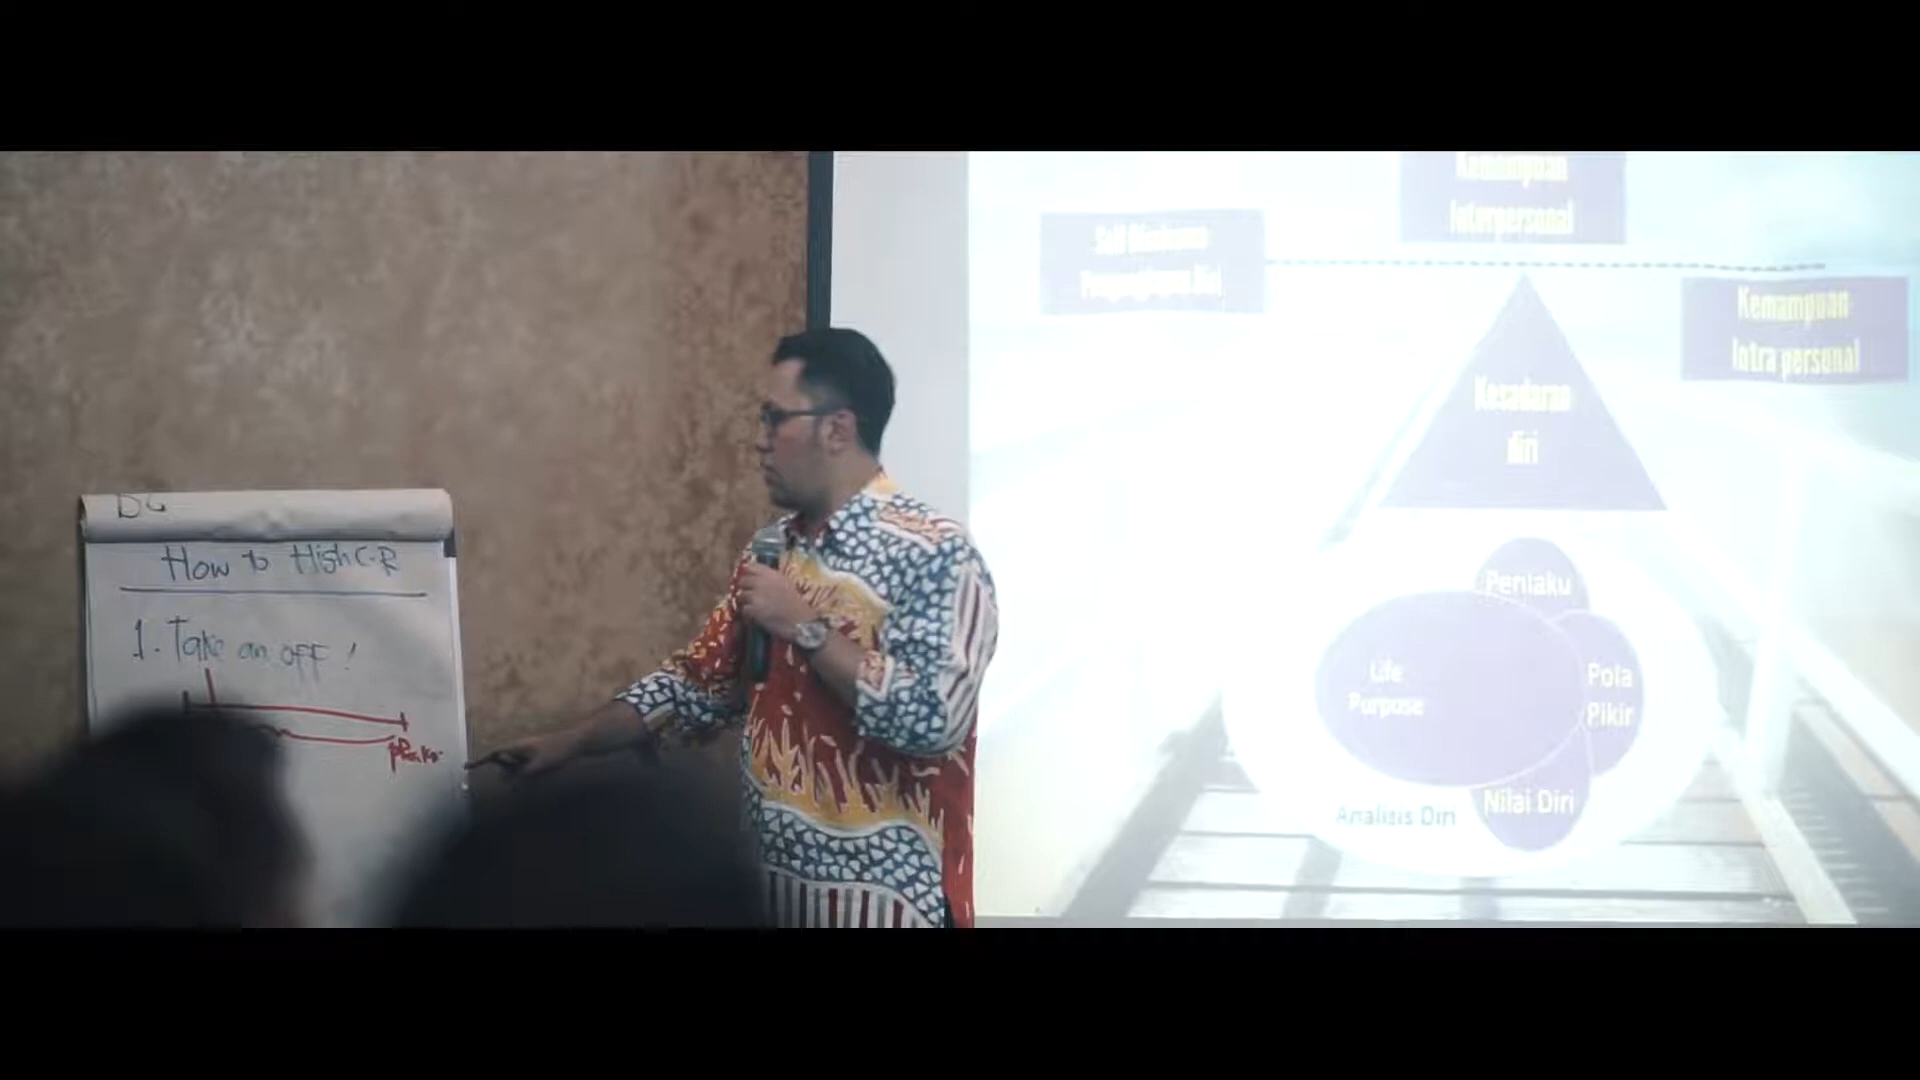 DG
How to High C-R
1. Take an off!
Kemampuan
Interpersonal
Kemampuan
Intra personal
Kesadaran
diri
Perilaku
Life
Purpose
Pola
Pikir
Nilai Diri
Analisis Diri